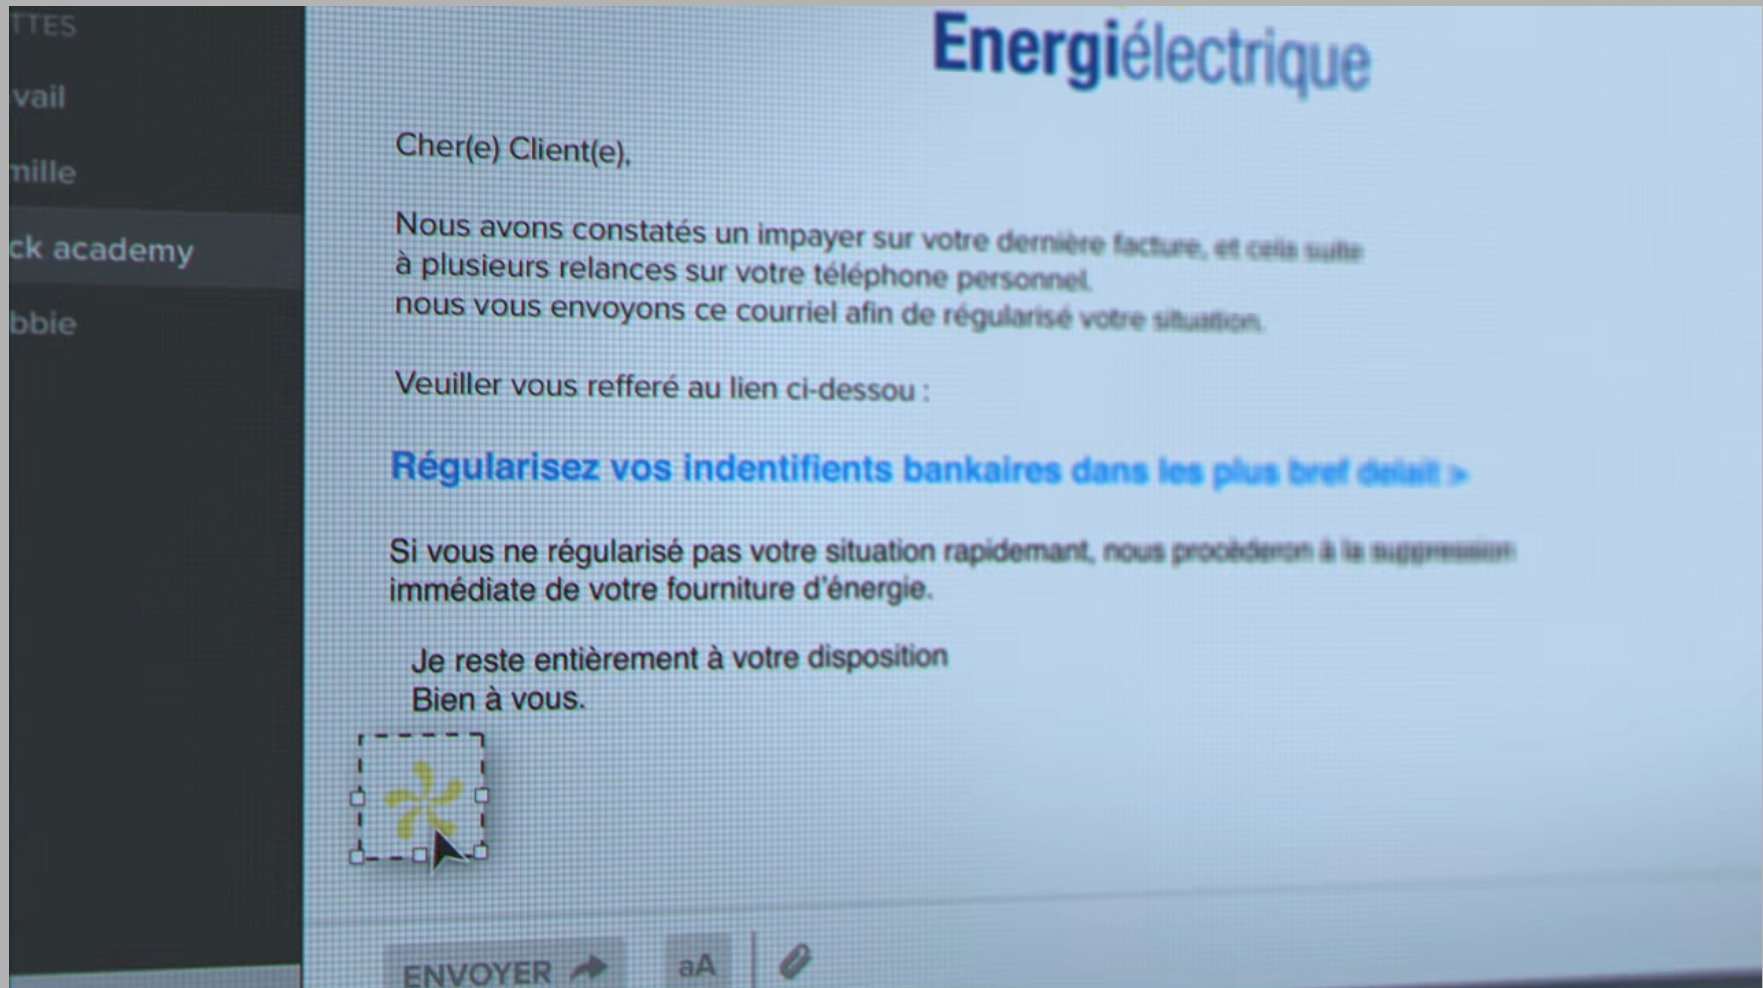 TTES
vail
mille
ck academy
bbie
Energiélectrique
Cher(e) Client(e),
Nous avons constatés un impayer sur votre dernière facture, et cela suite
à plusieurs relances sur votre téléphone personnel.
nous vous envoyons ce courriel afin de régularisé votre situation.
Veuiller vous refferé au lien ci-dessou :
Régularisez vos indentifients bankaires dans les plus bref delait >
Si vous ne régularisé pas votre situation rapidemant, nous procèderon à la suppression
immédiate de votre fourniture d'énergie.
Je reste entièrement à votre disposition
Bien à vous.
ENVOYER
aA